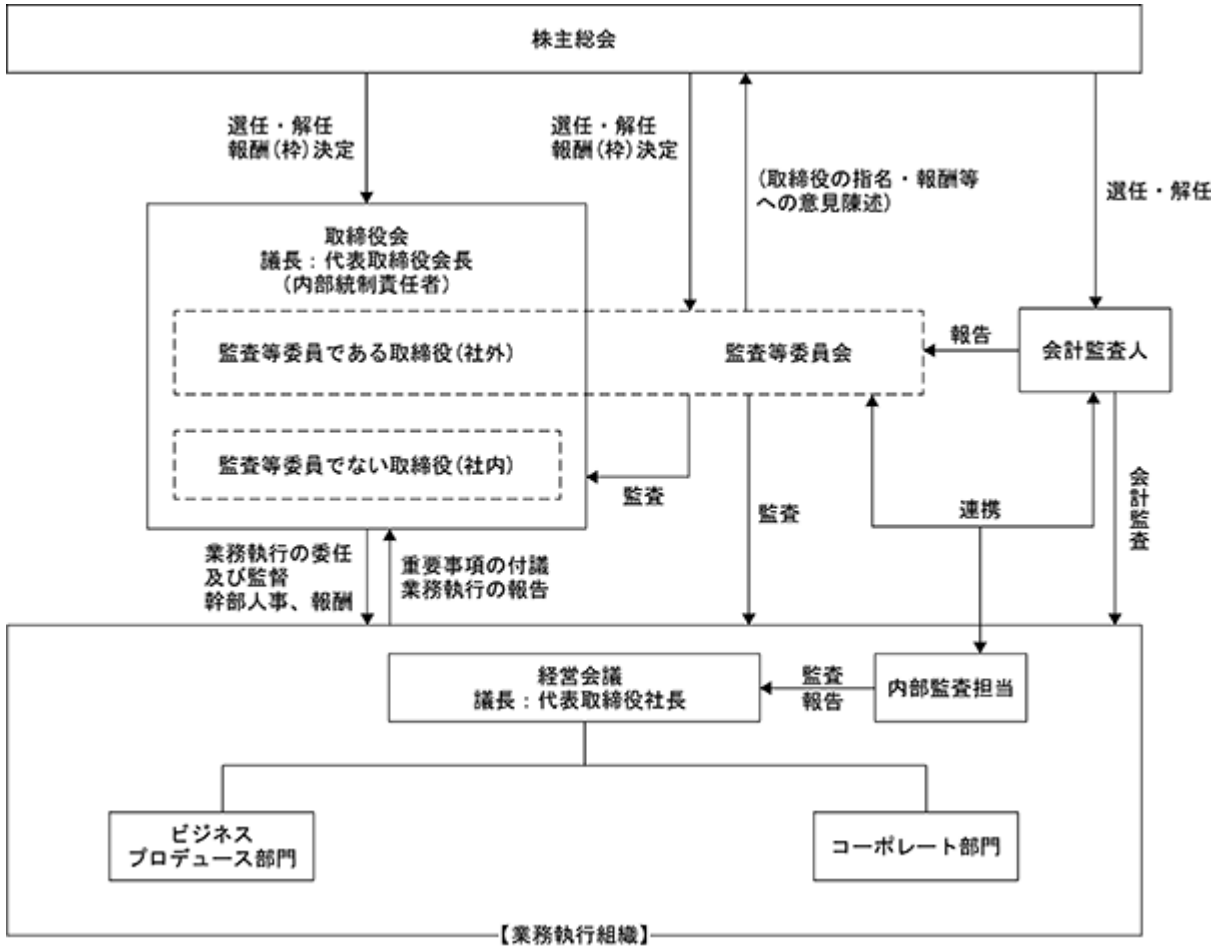 株主総会
選任・解任
報酬(枠)決定
選任・解任
報酬(枠)決定
(取締役の指名・報酬等
への意見陳述)
選任・解任
取締役会
議長：代表取締役会長
(内部統制責任者)
監査等委員である取締役(社外)
監査等委員会
報告
会計監査人
監査等委員でない取締役(社内)
監査
監査
連携
会計監査
業務執行の委任
及び監督
幹部人事、報酬
重要事項の付議
業務執行の報告
経営会議
議長：代表取締役社長
監査
報告
内部監査担当
ビジネス
プロデュース部門
コーポレート部門
【業務執行組織】